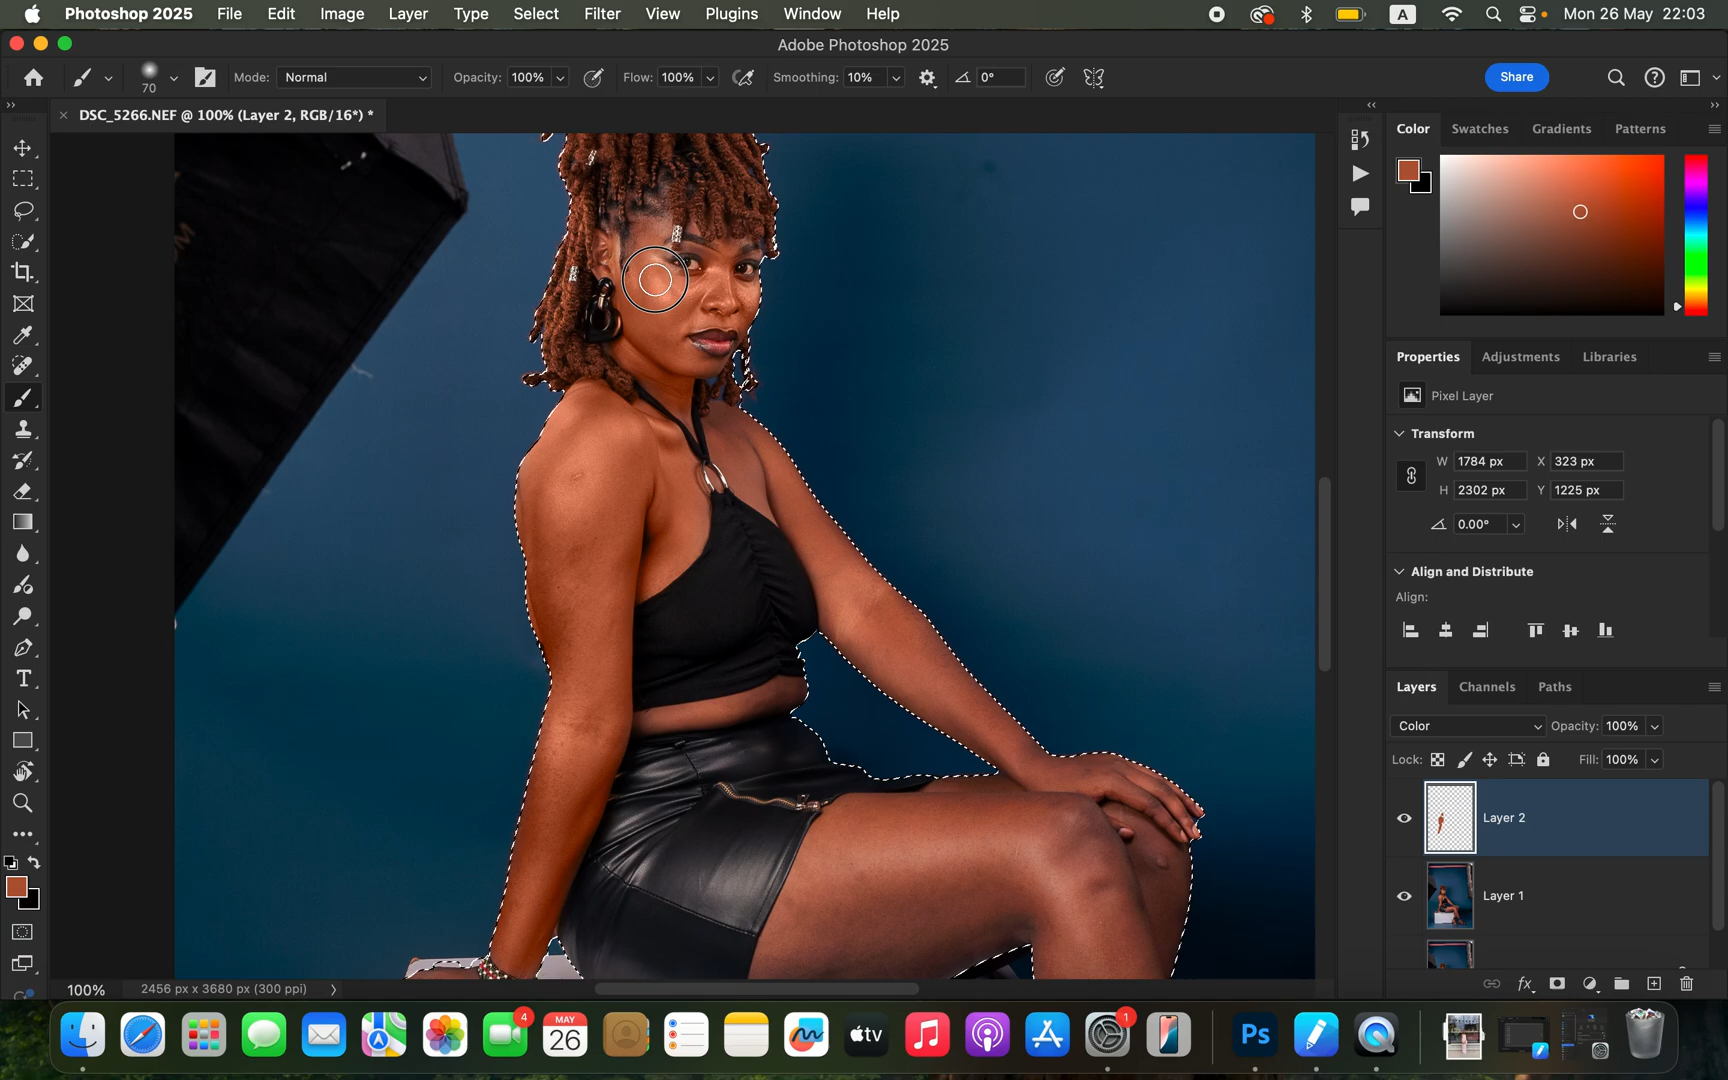 Photoshop 2025 File Edit Image Layer Type Select Filter View Plugins Window Help A Mon 26 May 22:03
Adobe Photoshop 2025
70 Mode: Normal Opacity: 100% Flow: 100% Smoothing: 10% 0° Share
DSC_5266.NEF @ 100% (Layer 2, RGB/16*) *
Color Swatches Gradients Patterns
Properties Adjustments Libraries
Pixel Layer
Transform
W 1784 px X 323 px
H 2302 px Y 1225 px
0.00°
Align and Distribute
Align:
Layers Channels Paths
Color Opacity: 100%
Lock: Fill: 100%
Layer 2
Layer 1
100% 2456 px x 3680 px (300 ppi)
4 MAY 26 tv 1 Ps